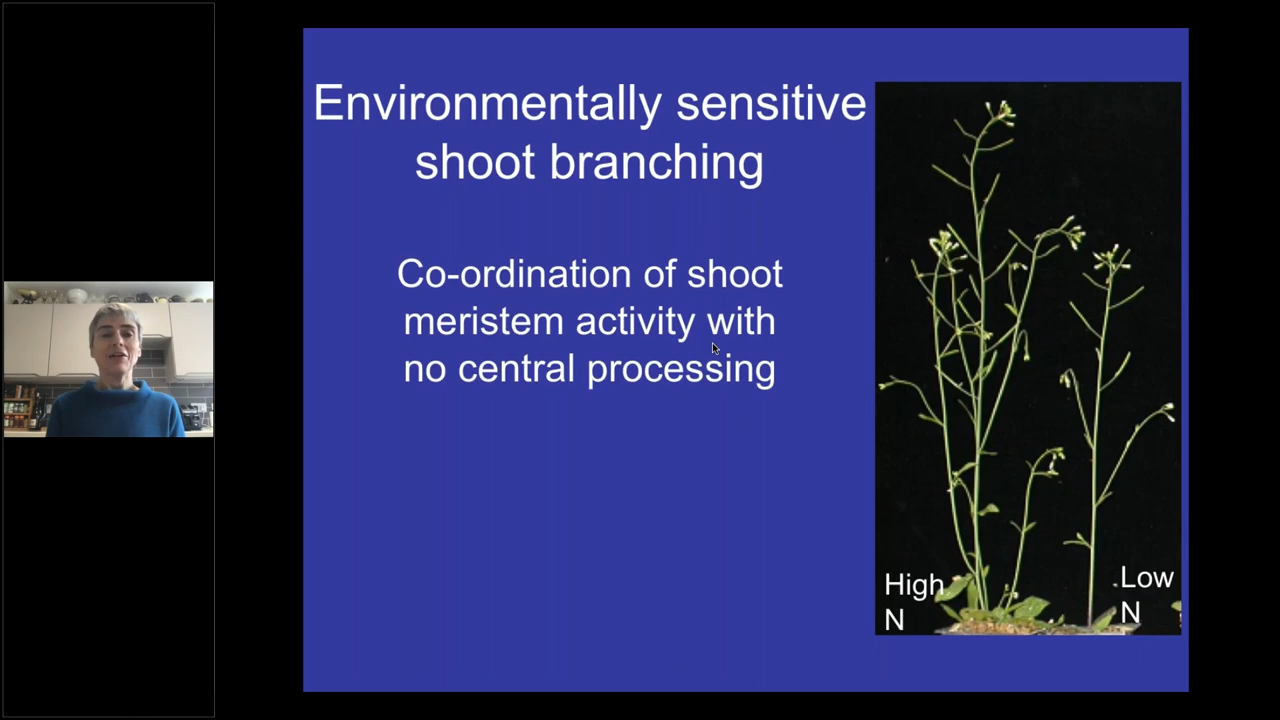 Environmentally sensitive
shoot branching
Co-ordination of shoot
meristem activity with
no central processing
High
N
Low
N